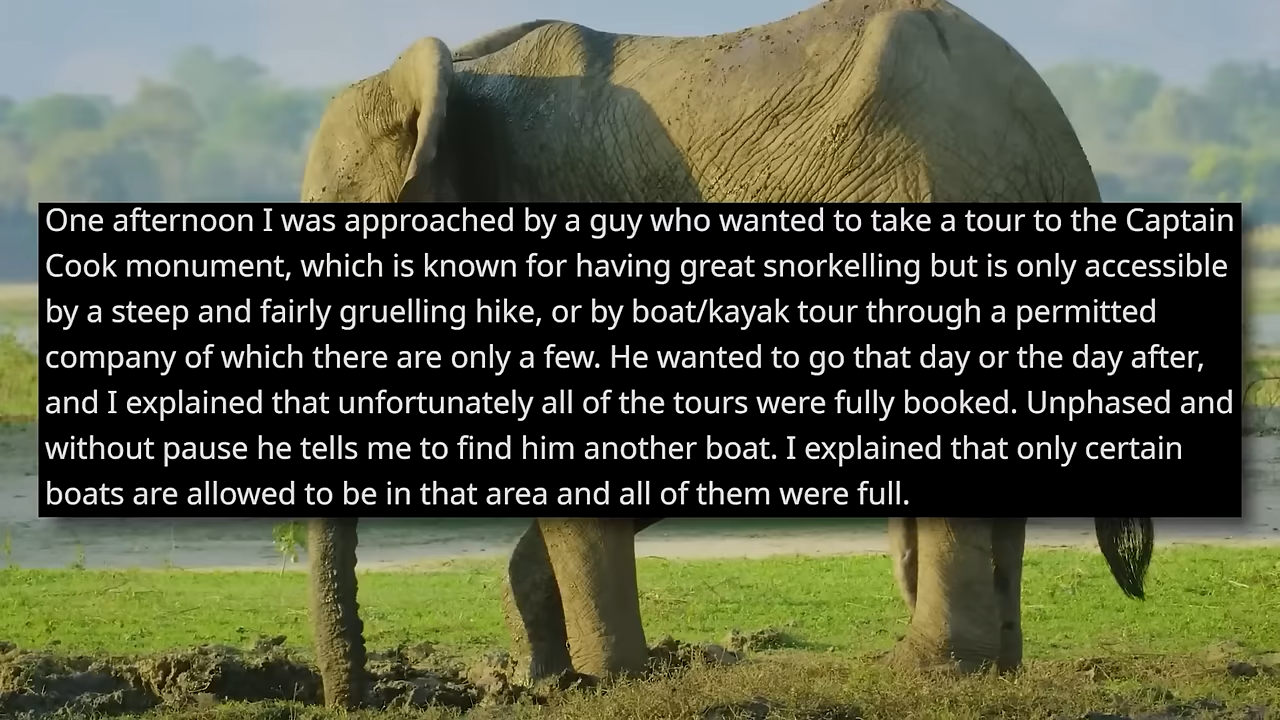 One afternoon I was approached by a guy who wanted to take a tour to the Captain
Cook monument, which is known for having great snorkelling but is only accessible
by a steep and fairly gruelling hike, or by boat/kayak tour through a permitted
company of which there are only a few. He wanted to go that day or the day after,
and I explained that unfortunately all of the tours were fully booked. Unphased and
without pause he tells me to find him another boat. I explained that only certain
boats are allowed to be in that area and all of them were full.